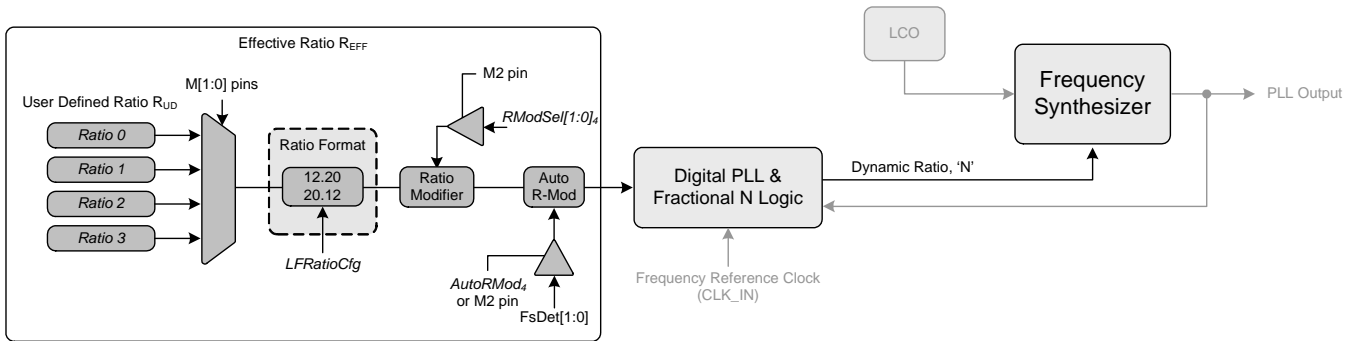 Effective Ratio REFF
M[1:0] pins
User Defined Ratio RUD
Ratio 0
Ratio 1
Ratio 2
Ratio 3
Ratio Format
12.20
20.12
LFRatioCfg
M2 pin
RModSel[1:0]4
Ratio
Modifier
Auto
R-Mod
AutoRMod4
or M2 pin
FsDet[1:0]
Digital PLL &
Fractional N Logic
Frequency Reference Clock
(CLK_IN)
LCO
Dynamic Ratio, ‘N’
Frequency
Synthesizer
PLL Output